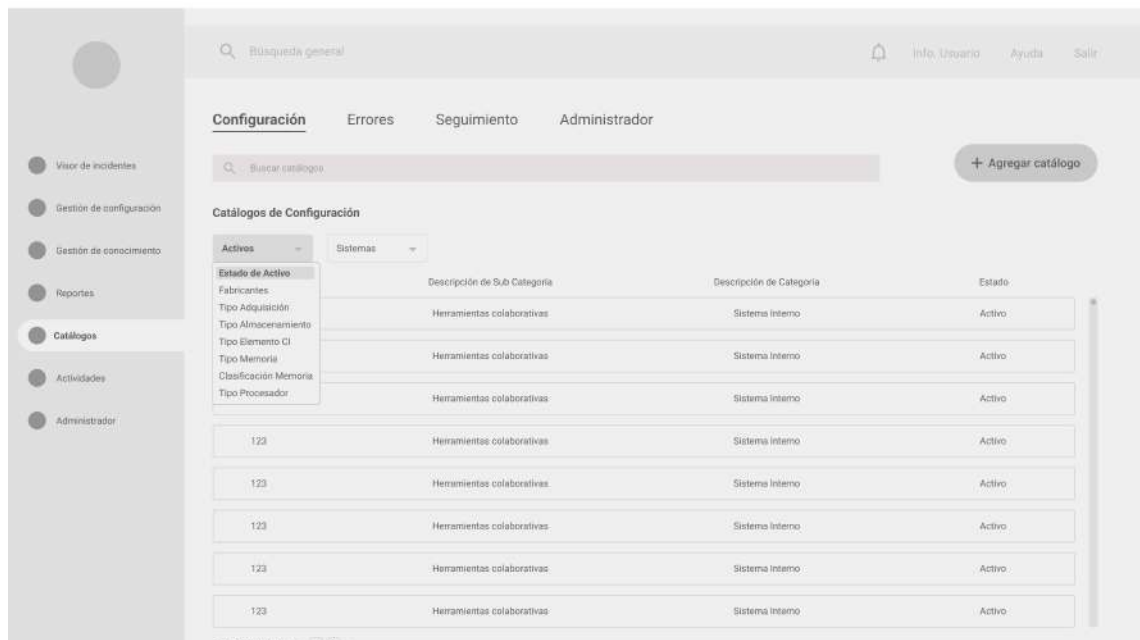 Búsqueda general
Info. Usuario Ayuda Salir
Configuración Errores Seguimiento Administrador
Buscar catálogos
+ Agregar catálogo
Visor de incidentes
Gestión de configuración
Gestión de conocimiento
Reportes
Catálogos
Actividades
Administrador
Catálogos de Configuración
Activos Sistemas
Estado de Activo
Fabricantes
Tipo Adquisición
Tipo Almacenamiento
Tipo Elemento CI
Tipo Memoria
Clasificación Memoria
Tipo Procesador
Descripción de Sub Categoria Descripción de Categoria Estado
Herramientas colaborativas Sistema Interno Activo
Herramientas colaborativas Sistema Interno Activo
Herramientas colaborativas Sistema Interno Activo
123 Herramientas colaborativas Sistema Interno Activo
123 Herramientas colaborativas Sistema Interno Activo
123 Herramientas colaborativas Sistema Interno Activo
123 Herramientas colaborativas Sistema Interno Activo
123 Herramientas colaborativas Sistema Interno Activo